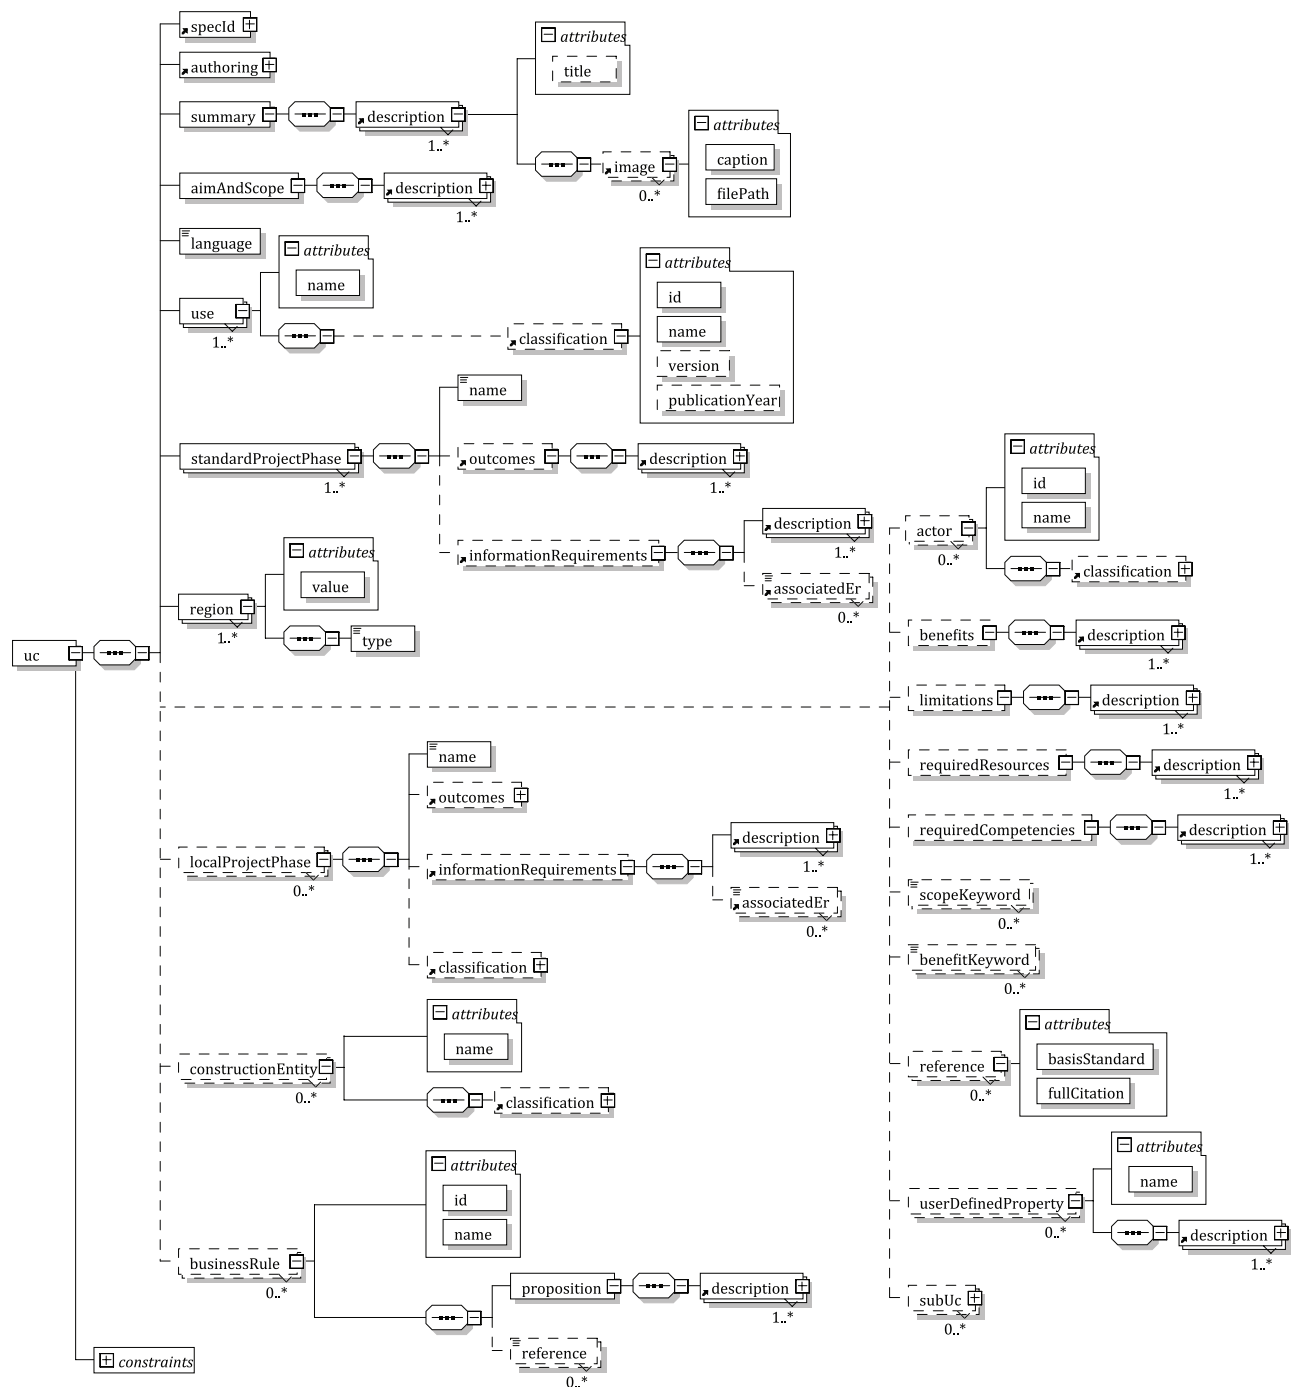 specId
authoring
summary
description
1..*
attributes
title
image
0..*
attributes
caption
filePath
aimAndScope
description
1..*
language
use
1..*
attributes
name
classification
attributes
id
name
version
publicationYear
standardProjectPhase
1..*
name
outcomes
description
1..*
informationRequirements
description
1..*
associatedEr
0..*
region
1..*
attributes
value
type
uc
localProjectPhase
0..*
name
outcomes
informationRequirements
description
1..*
associatedEr
0..*
classification
constructionEntity
0..*
attributes
name
classification
businessRule
0..*
attributes
id
name
proposition
description
1..*
reference
0..*
constraints
actor
0..*
attributes
id
name
classification
benefits
description
1..*
limitations
description
1..*
requiredResources
description
1..*
requiredCompetencies
description
1..*
scopeKeyword
0..*
benefitKeyword
0..*
reference
0..*
attributes
basisStandard
fullCitation
userDefinedProperty
0..*
attributes
name
description
1..*
subUc
0..*